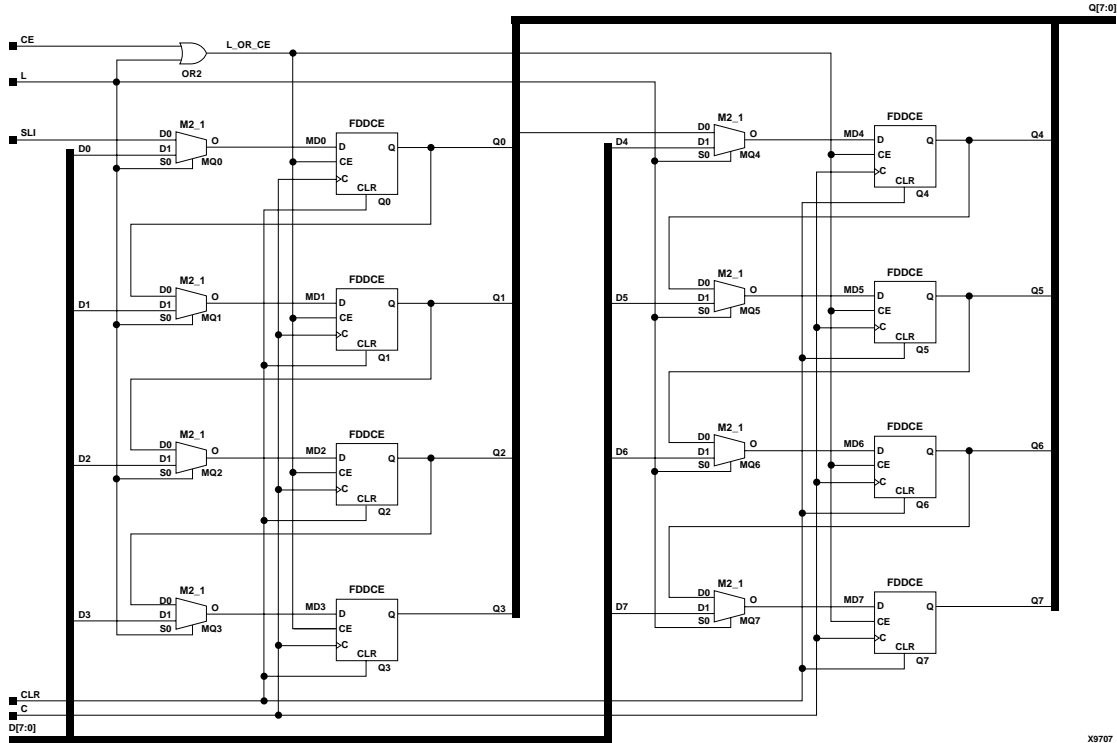 Q[7:0]
CE
L_OR_CE
OR2
L
SLI
D0
M2_1
D0
D1
S0
O
MQ0
MD0
FDDCE
D
CE
C
Q
CLR
Q0
Q0
M2_1
D0
D1
S0
O
MQ4
D4
MD4
FDDCE
D
CE
C
Q
CLR
Q4
Q4
D1
M2_1
D0
D1
S0
O
MQ1
MD1
FDDCE
D
CE
C
Q
CLR
Q1
Q1
D5
M2_1
D0
D1
S0
O
MQ5
MD5
FDDCE
D
CE
C
Q
CLR
Q5
Q5
D2
M2_1
D0
D1
S0
O
MQ2
MD2
FDDCE
D
CE
C
Q
CLR
Q2
Q2
D6
M2_1
D0
D1
S0
O
MQ6
MD6
FDDCE
D
CE
C
Q
CLR
Q6
Q6
D3
M2_1
D0
D1
S0
O
MQ3
MD3
FDDCE
D
CE
C
Q
CLR
Q3
Q3
D7
M2_1
D0
D1
S0
O
MQ7
MD7
FDDCE
D
CE
C
Q
CLR
Q7
Q7
CLR
C
D[7:0]
X9707